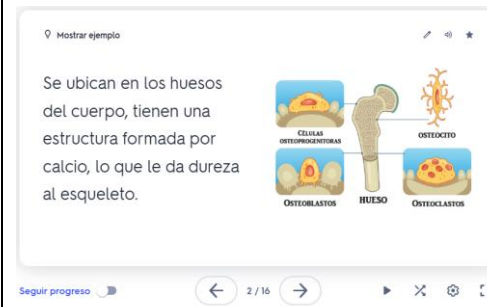 Mostrar ejemplo
Se ubican en los huesos
del cuerpo, tienen una
estructura formada por
calcio, lo que le da dureza
al esqueleto.
CÉLULAS
OSTEOPROGENITORAS
OSTEOCITO
OSTEOBLASTOS
HUESO
OSTEOCLASTOS
Seguir progreso
2 / 16